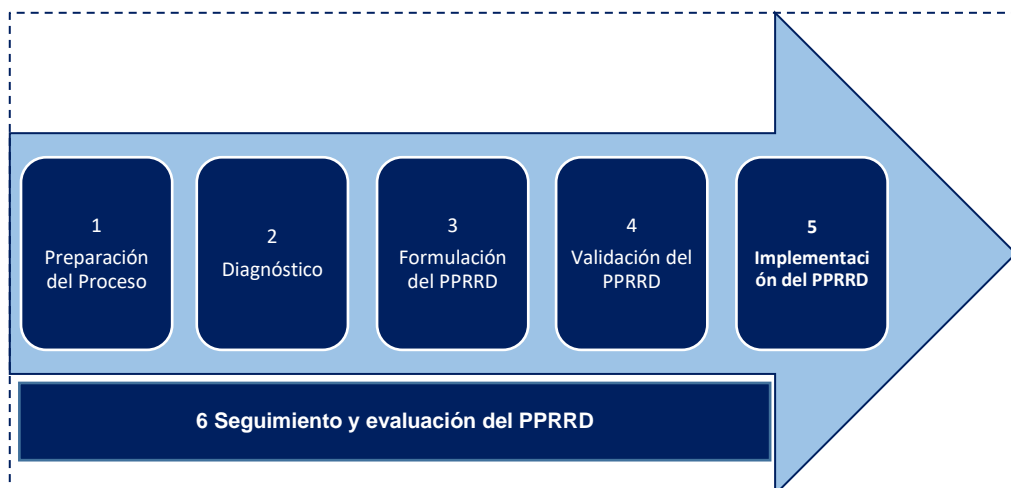 1
Preparación
del Proceso
2
Diagnóstico
3
Formulación
del PPRRD
4
Validación del
PPRRD
5
Implementaci
ón del PPRRD
6 Seguimiento y evaluación del PPRRD